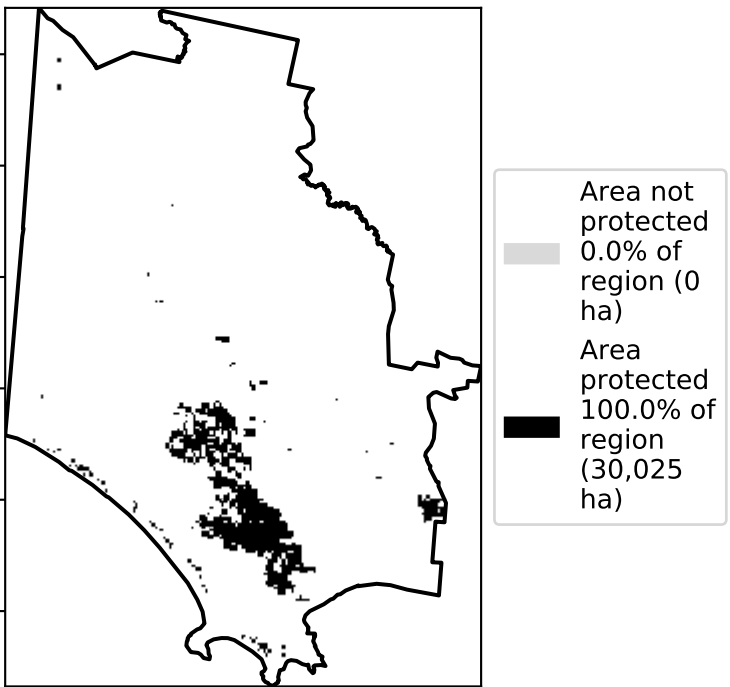 Area not
protected
0.0% of
region (0
ha)
Area
protected
100.0% of
region
(30,025
ha)